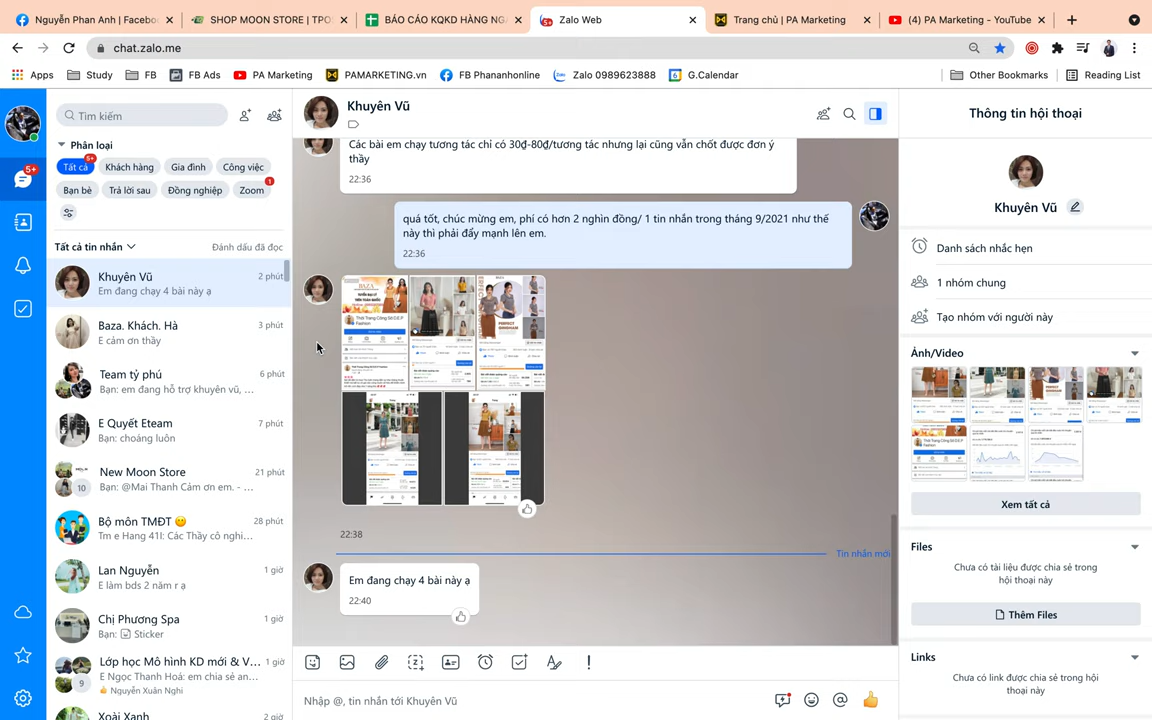 Nguyễn Phan Anh | Facebo
SHOP MOON STORE | TPO
BÁO CÁO KQKD HÀNG NG
Zalo Web
Trang chủ | PA Marketing
(4) PA Marketing - YouTube
chat.zalo.me
Apps
Study
FB
FB Ads
PA Marketing
PAMARKETING.vn
FB Phananhonline
Zalo 0989623888
G.Calendar
Other Bookmarks
Reading List
5+
Tìm kiếm
Phân loại
Tất cả
5+
Khách hàng
Gia đình
Công việc
Bạn bè
Trả lời sau
Đồng nghiệp
Zoom
1
Tất cả tin nhắn
Đánh dấu đã đọc
Khuyên Vũ
2 phút
Em đang chạy 4 bài này ạ
Baza. Khách. Hà
3 phút
E cảm ơn thầy
Team tỷ phú
6 phút
Bạn: em đang hỗ trợ khuyên vũ, ...
E Quyết Eteam
7 phút
Bạn: choáng luôn
New Moon Store
21 phút
10
Bạn: @Mai Thanh Cảm ơn em. - ...
Bộ môn TMĐT
28 phút
Tm e Hang 41I: Các Thầy cô nghi...
Lan Nguyễn
1 giờ
E làm bds 2 năm r ạ
Chị Phương Spa
1 giờ
Bạn: Sticker
Lớp học Mô hình KD mới & V...
1 giờ
9
E Ngọc Thanh Hoá: em chia sẻ an...
Nguyễn Xuân Nghi
Xoài Xanh
2 giờ
Khuyên Vũ
Các bài em chạy tương tác chỉ có 30₫-80₫/tương tác nhưng lại cũng vẫn chốt được đơn ý
thầy
22:36
quá tốt, chúc mừng em, phí có hơn 2 nghìn đồng/ 1 tin nhắn trong tháng 9/2021 như thế
này thì phải đẩy mạnh lên em.
22:36
BAZA
PERFECT
GINGHAM
22:38
Tin nhắn mới
Em đang chạy 4 bài này ạ
22:40
Nhập @, tin nhắn tới Khuyên Vũ
Thông tin hội thoại
Khuyên Vũ
Danh sách nhắc hẹn
1 nhóm chung
Tạo nhóm với người này
Ảnh/Video
Xem tất cả
Files
Chưa có tài liệu được chia sẻ trong
hội thoại này
Thêm Files
Links
Chưa có link được chia sẻ trong hội
thoại này